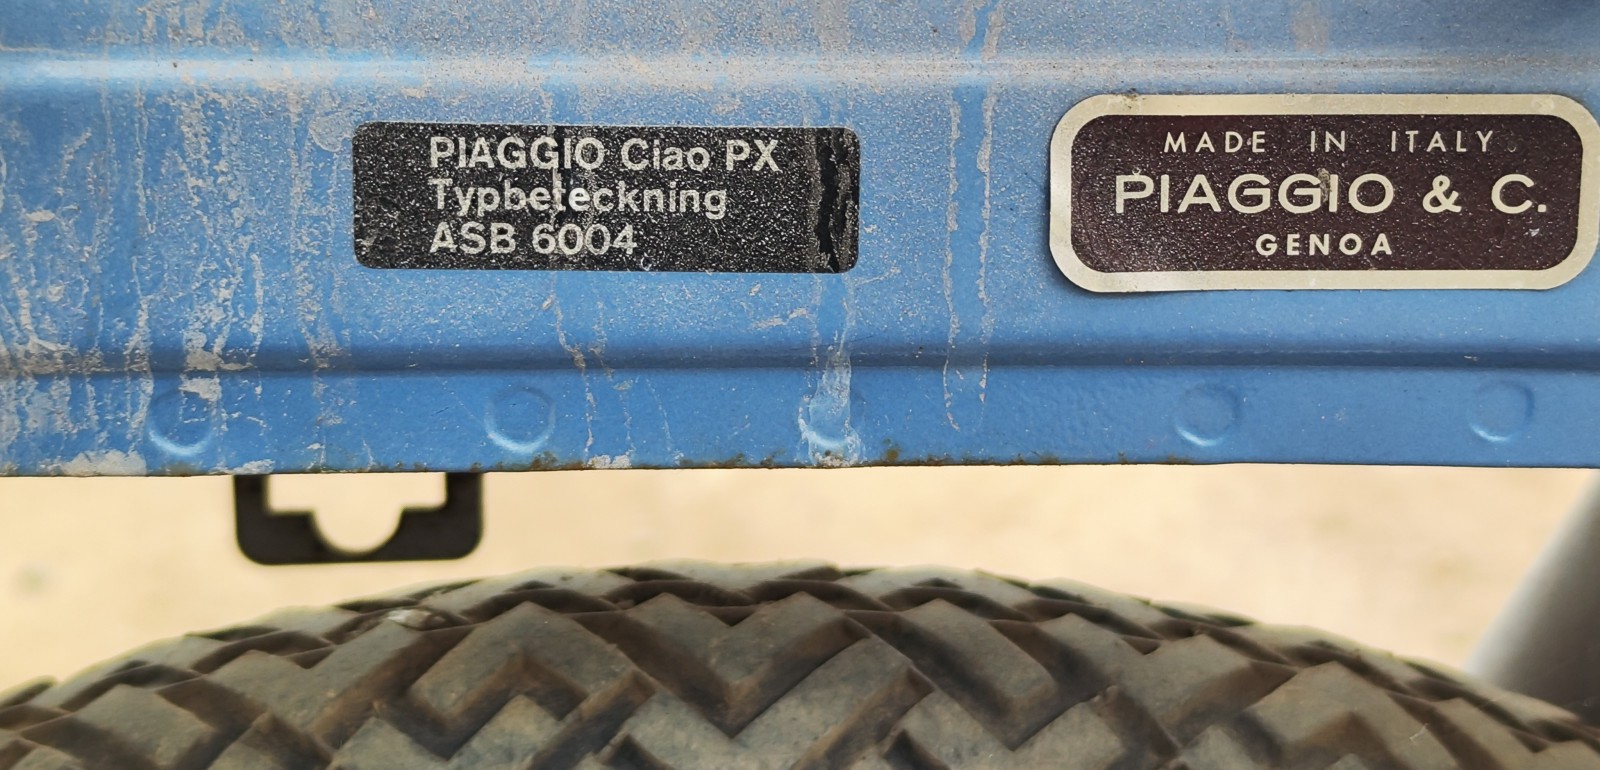 PIAGGIO Ciao PX
Typbeteckning
ASB 6004
MADE IN ITALY
PIAGGIO & C.
GENOA